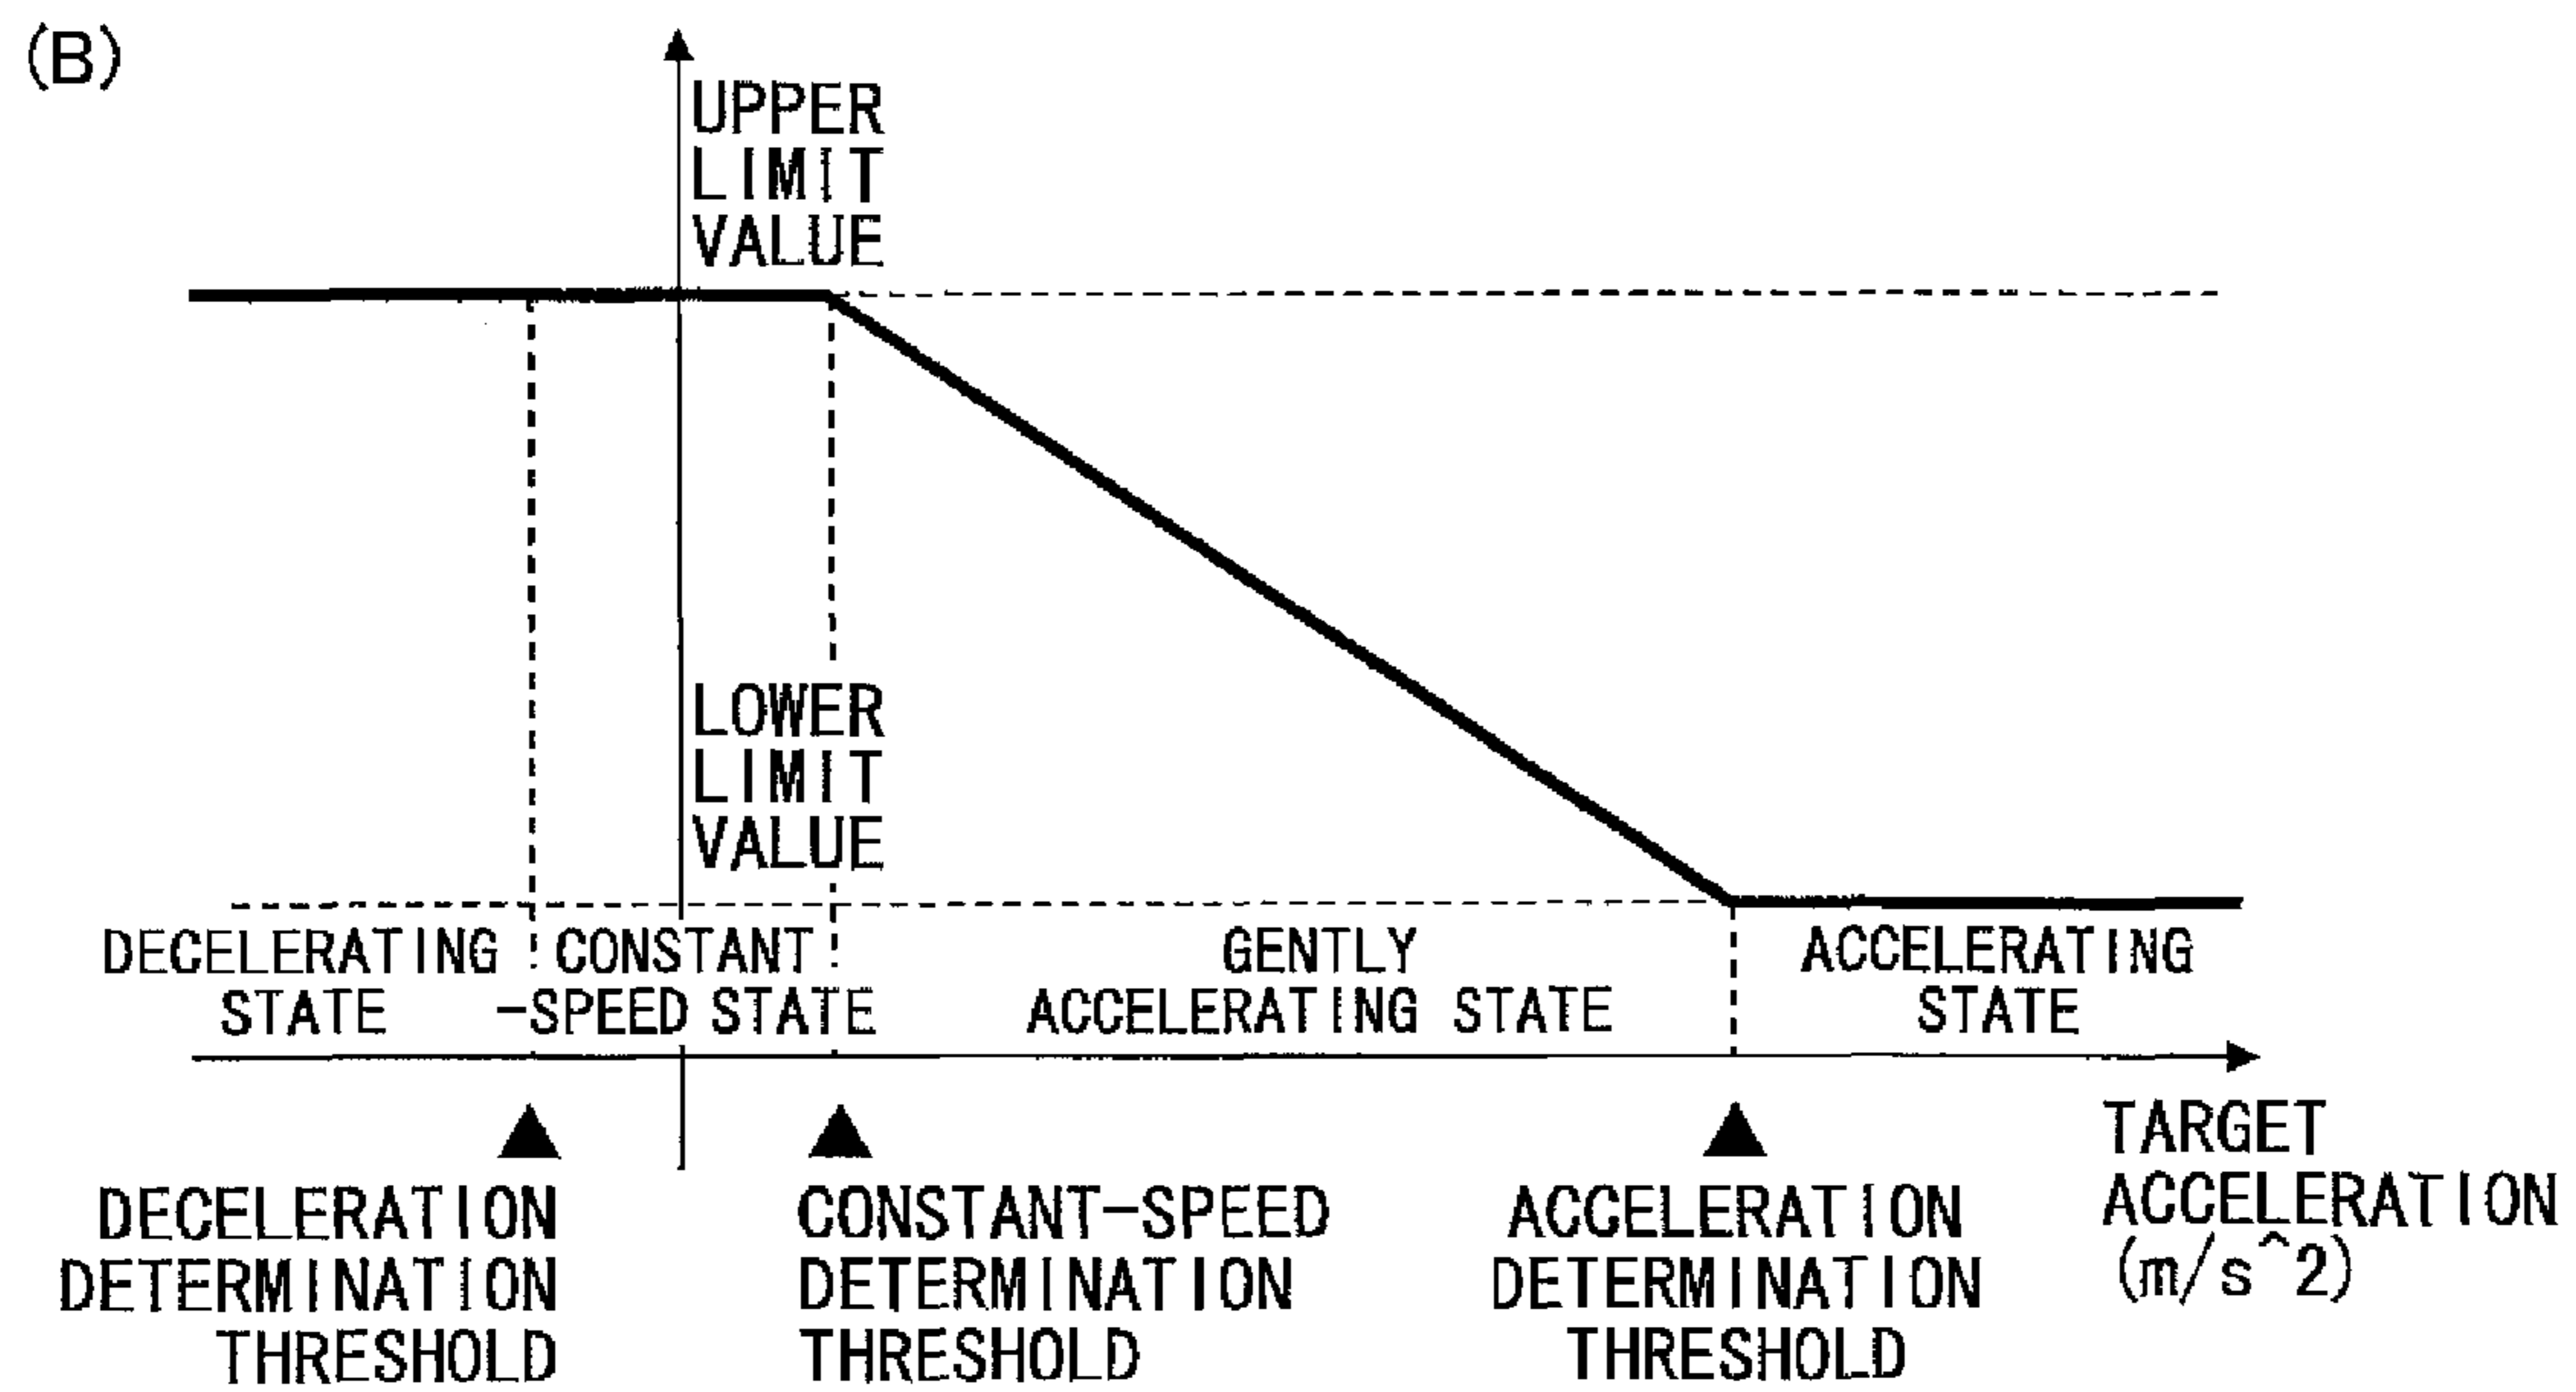 (B)
UPPER
LIMIT
VALUE
LOWER
LIMIT
VALUE
DECELERATING
STATE
CONSTANT
-SPEED STATE
GENTLY
ACCELERATING STATE
ACCELERATING
STATE
DECELERATION
DETERMINATION
THRESHOLD
CONSTANT-SPEED
DETERMINATION
THRESHOLD
ACCELERATION
DETERMINATION
THRESHOLD
TARGET
ACCELERATION
(m/s^2)